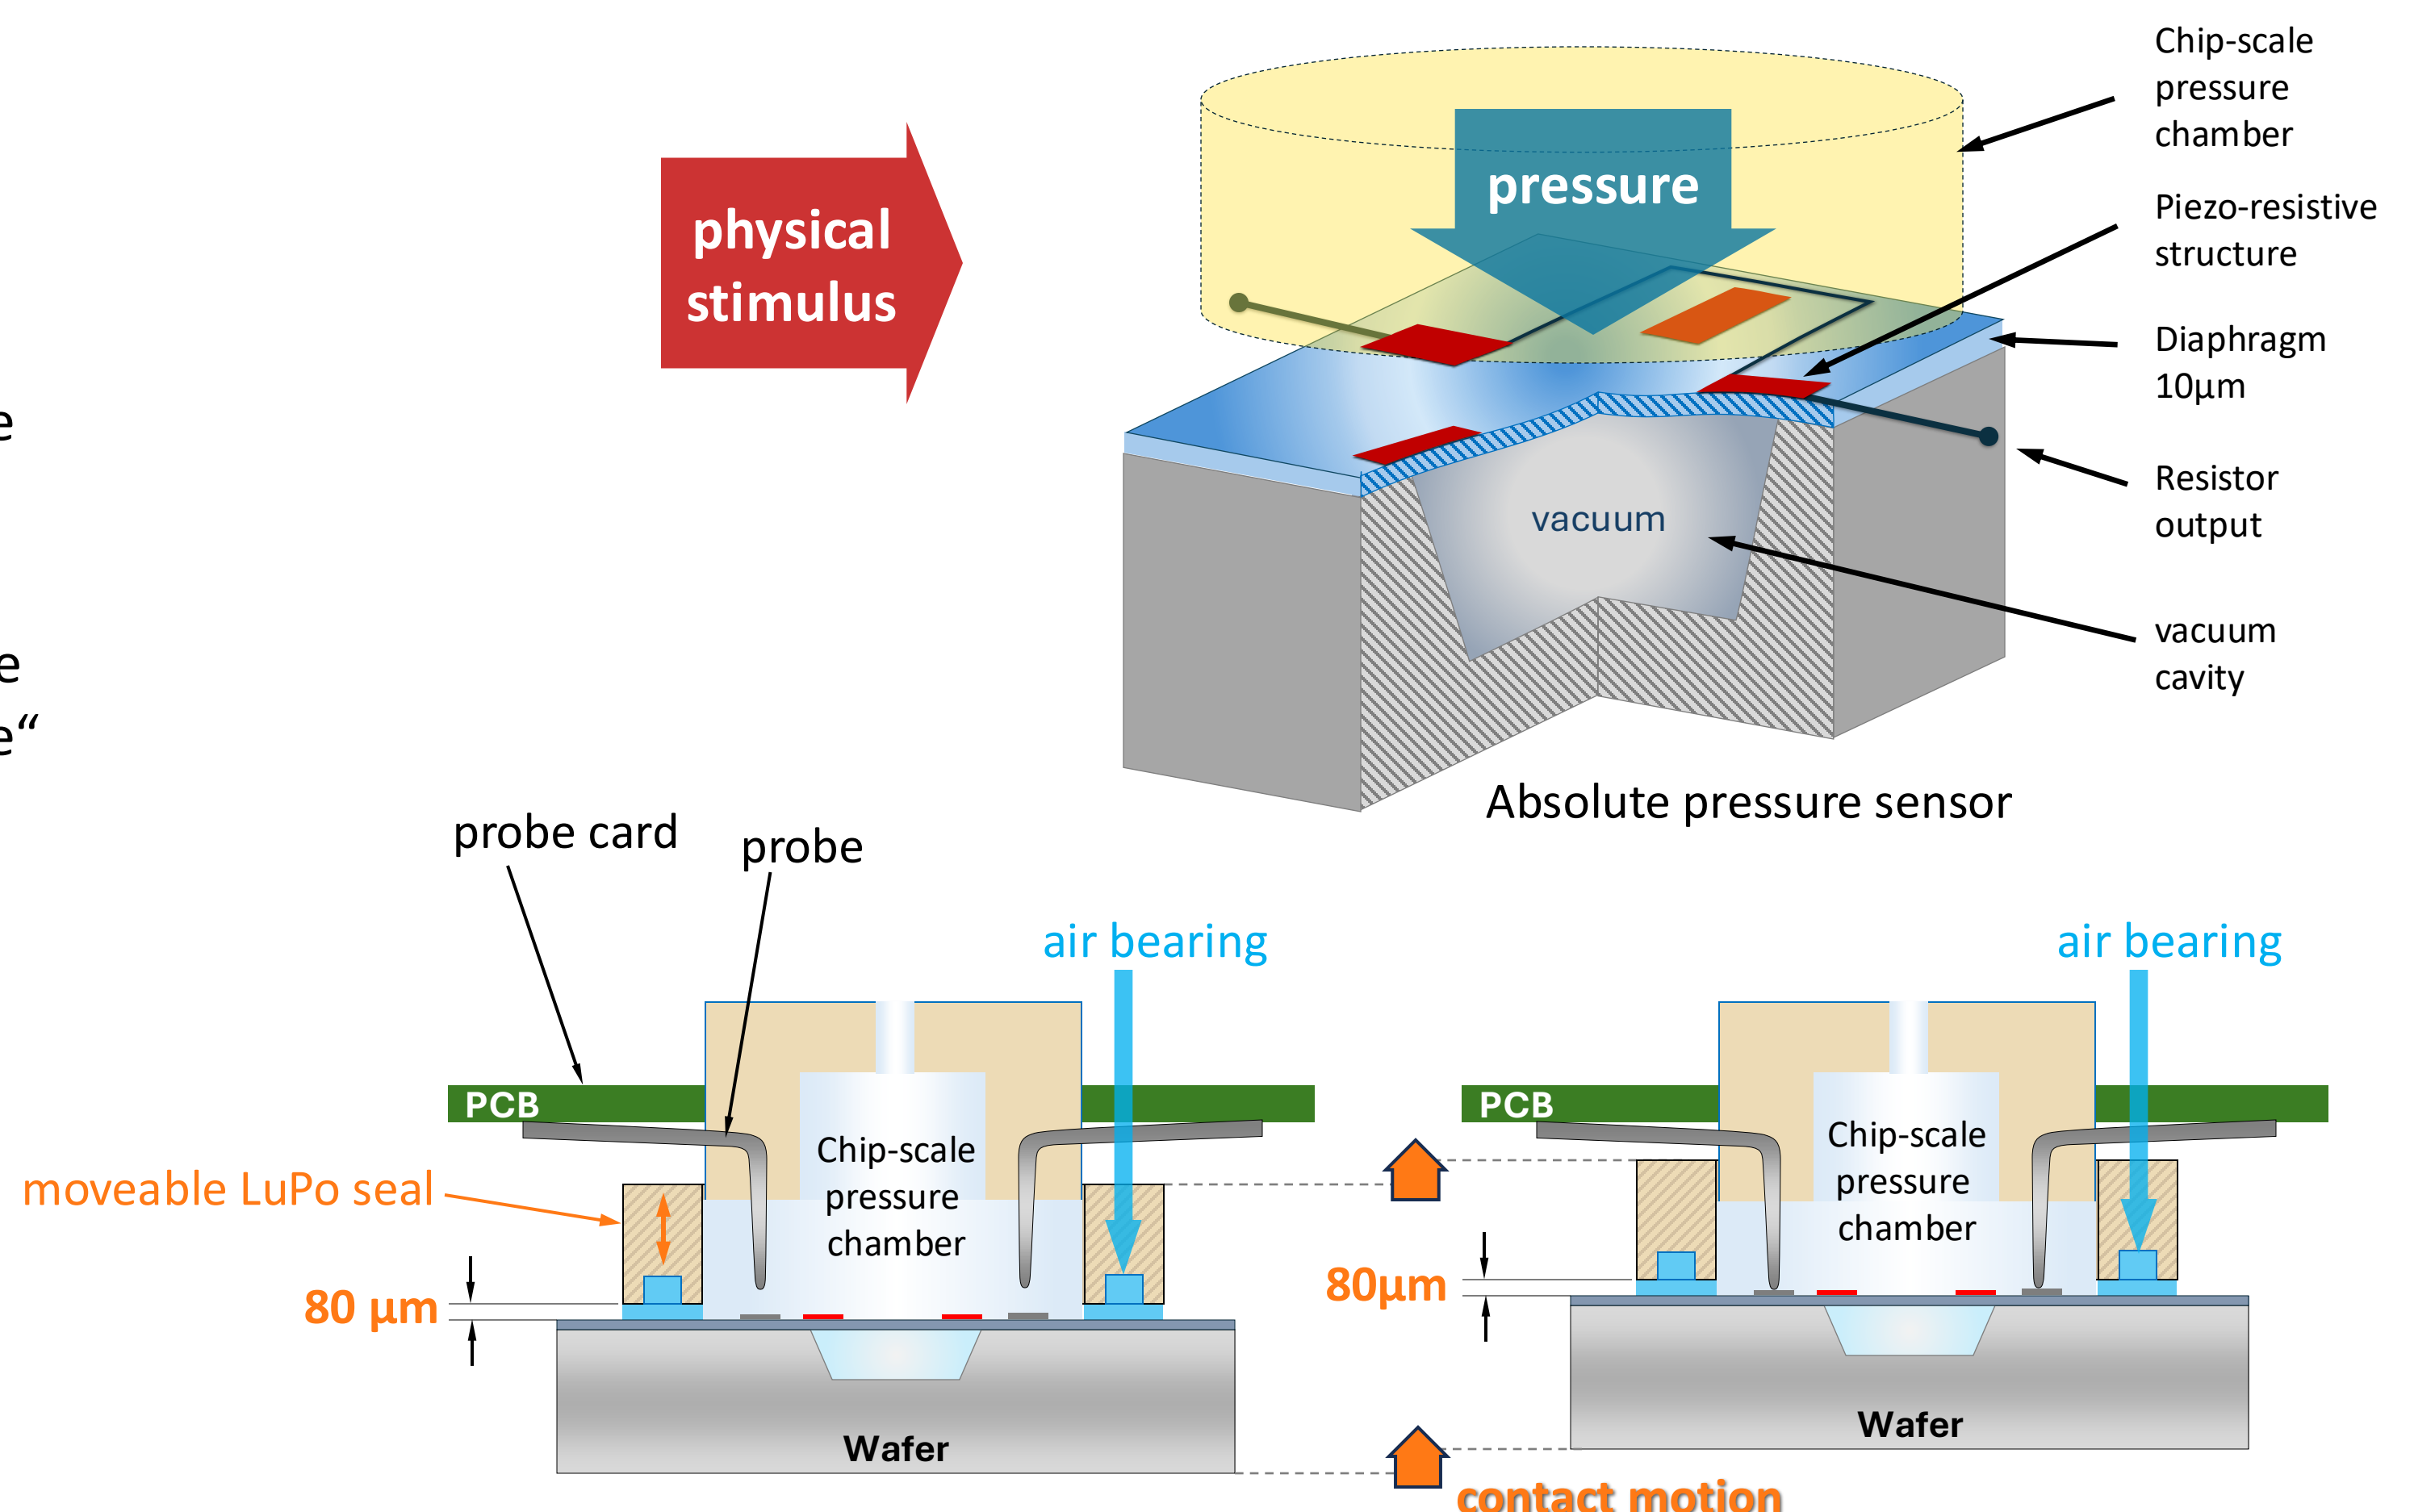 Chip-scale
pressure
chamber
physical
stimulus
pressure
Piezo-resistive
structure
Diaphragm
10µm
Resistor
output
vacuum
vacuum
cavity
e
e
e“
Absolute pressure sensor
probe card
probe
air bearing
air bearing
PCB
PCB
Chip-scale
pressure
chamber
Chip-scale
pressure
chamber
moveable LuPo seal
80 µm
80µm
Wafer
Wafer
contact motion